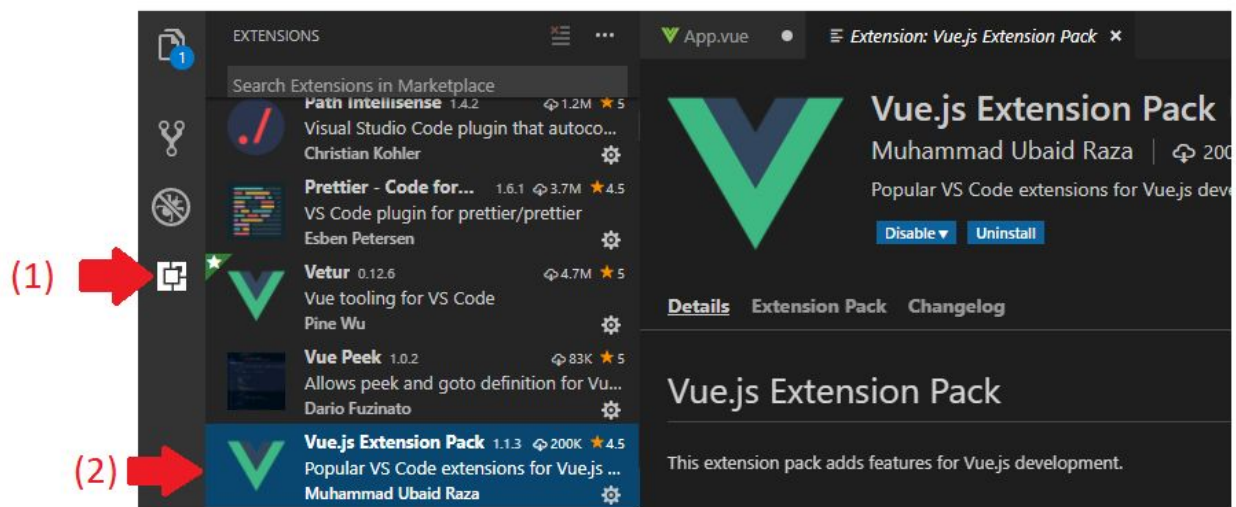 EXTENSIONS
Search Extensions in Marketplace
Path Intellisense 1.4.2 1.2M ★ 5
Visual Studio Code plugin that autoco...
Christian Kohler
Prettier - Code for... 1.6.1 3.7M ★ 4.5
VS Code plugin for prettier/prettier
Esben Petersen
Vetur 0.12.6 4.7M ★ 5
Vue tooling for VS Code
Pine Wu
Vue Peek 1.0.2 83K ★ 5
Allows peek and goto definition for Vu...
Dario Fuzinato
Vue.js Extension Pack 1.1.3 200K ★ 4.5
Popular VS Code extensions for Vue.js ...
Muhammad Ubaid Raza
1
(1)
(2)
App.vue
Extension: Vue.js Extension Pack
Vue.js Extension Pack
Muhammad Ubaid Raza | 200
Popular VS Code extensions for Vue.js deve
Disable Uninstall
Details Extension Pack Changelog
Vue.js Extension Pack
This extension pack adds features for Vue.js development.